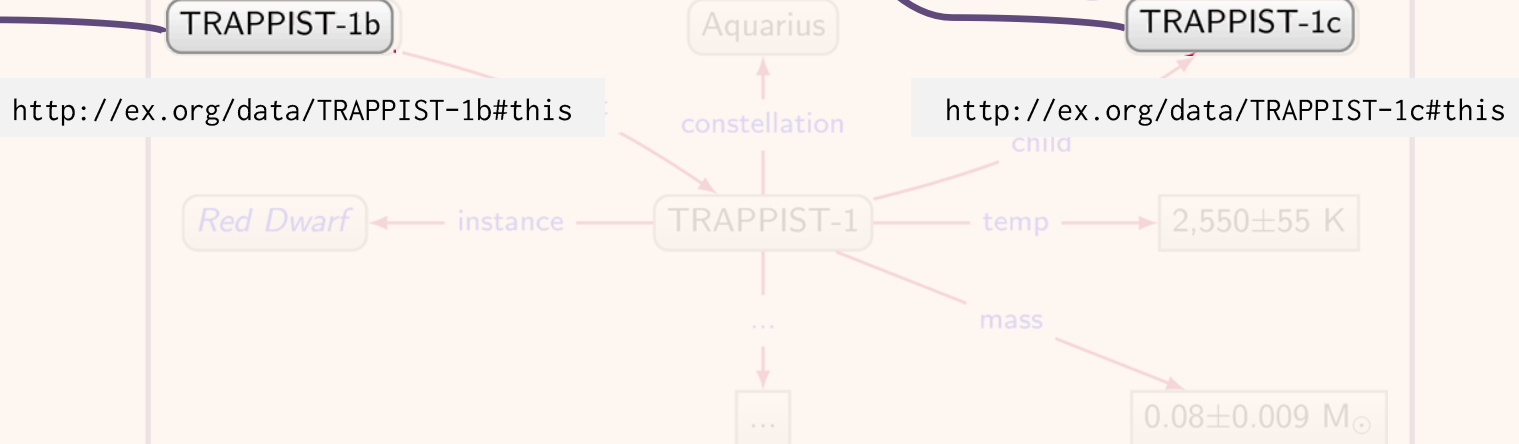 TRAPPIST-1b
Aquarius
TRAPPIST-1c
http://ex.org/data/TRAPPIST-1b#this
http://ex.org/data/TRAPPIST-1c#this
constellation
child
Red Dwarf
instance
TRAPPIST-1
temp
2,550±55 K
...
mass
...
0.08±0.009 M☉